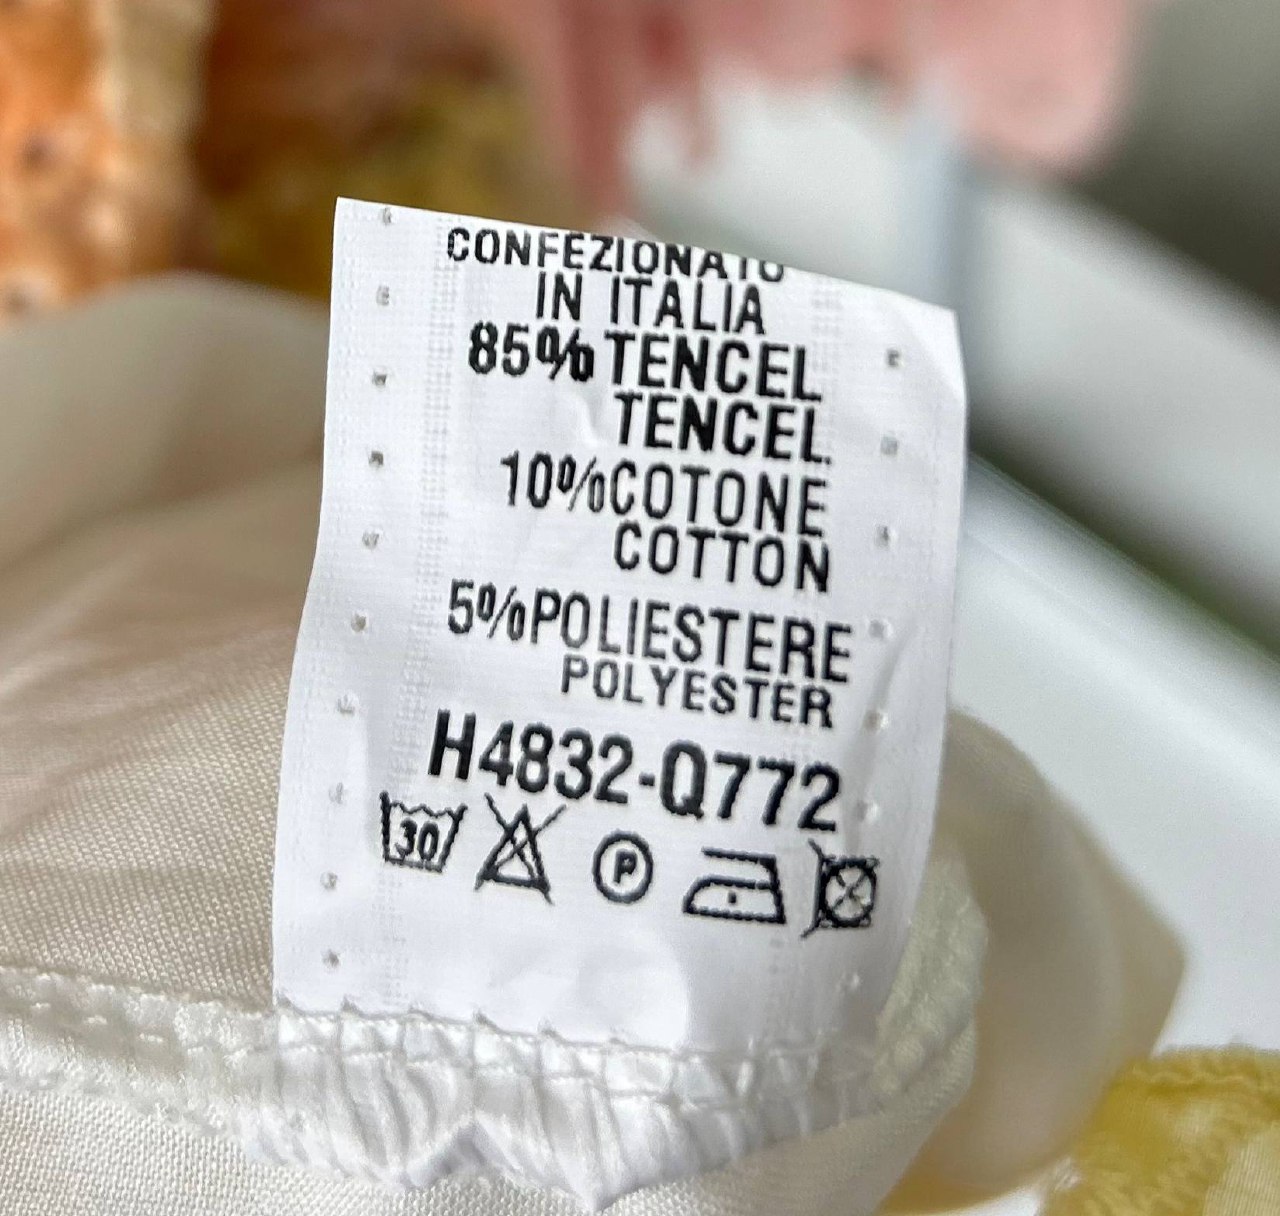 CONFEZIONATO
IN ITALIA
85% TENCEL
TENCEL
10%COTONE
COTTON
5%POLIESTERE
POLYESTER
H4832-Q772
30 P